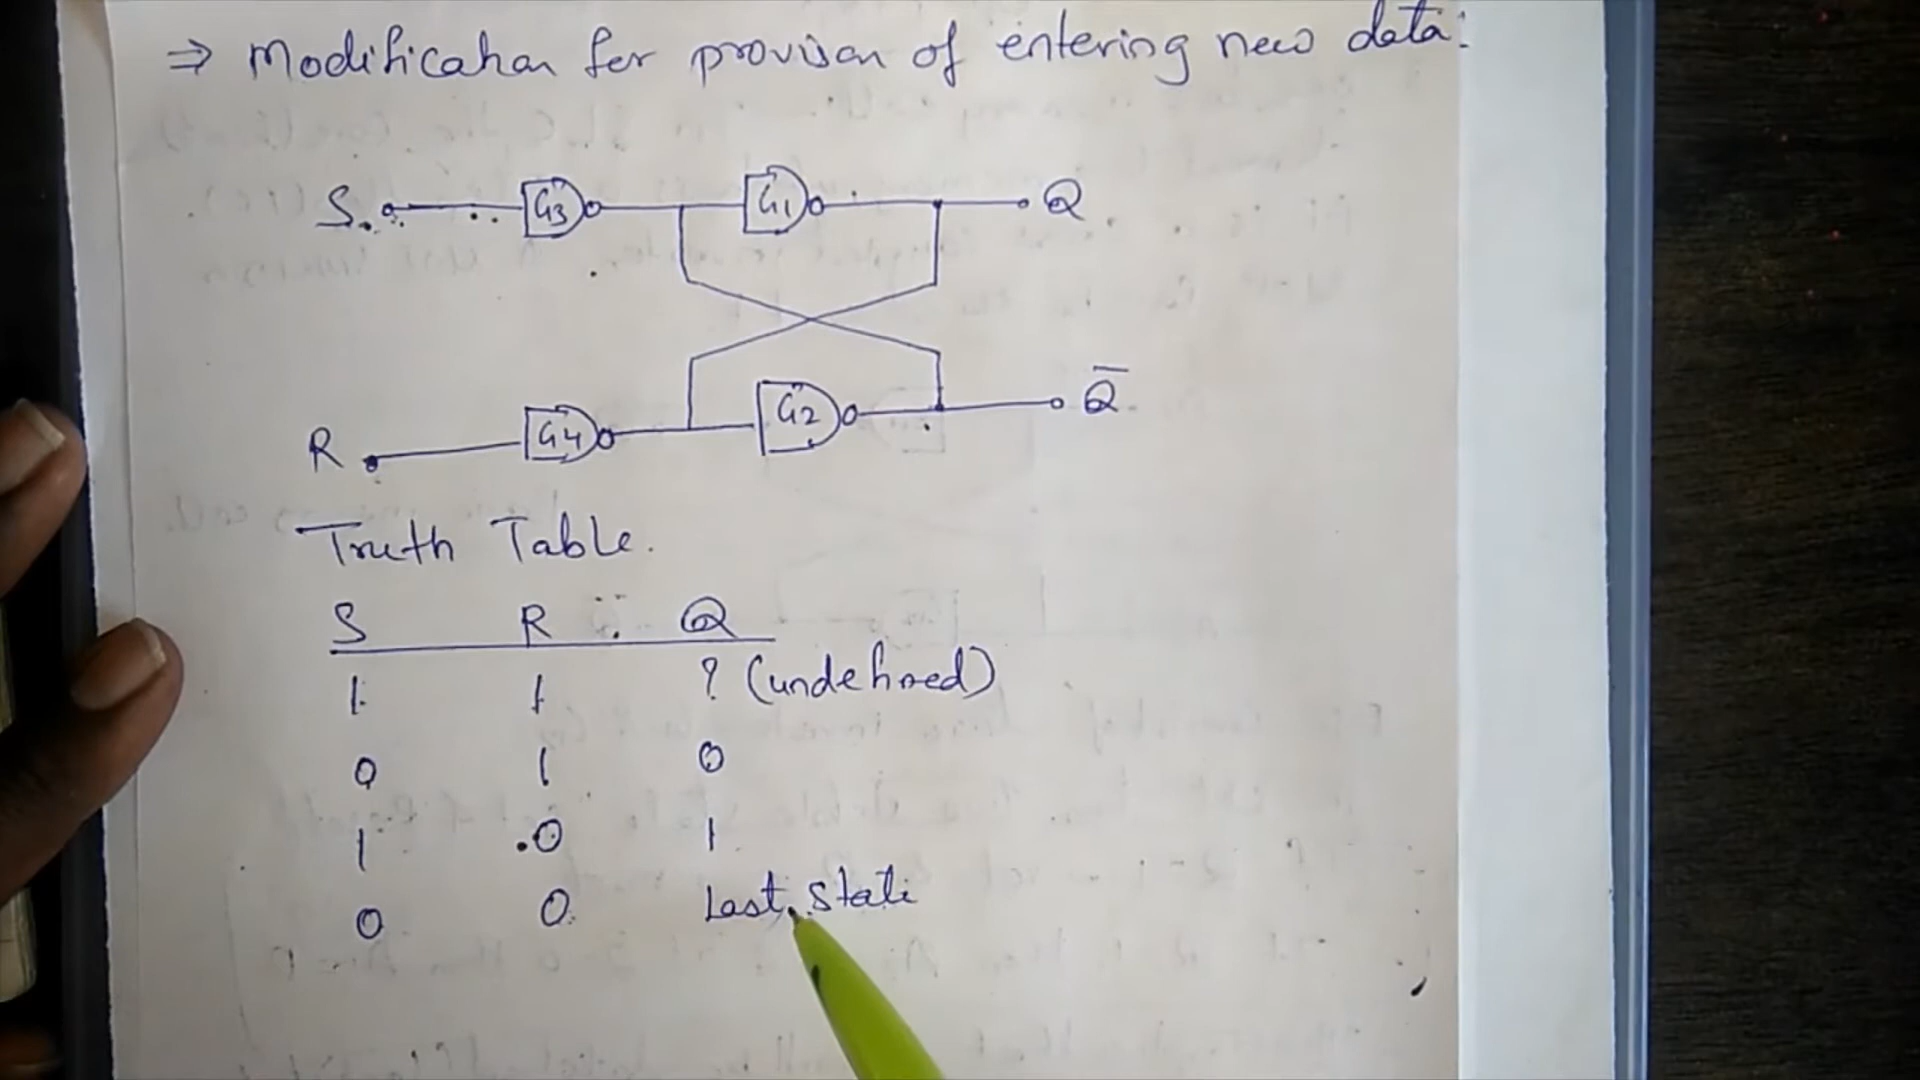 ⇒ Modification for provision of entering new data:
S G3 G1 Q
R G4 G2 Q̅
Truth Table.
S R Q
1 1 ? (undefined)
0 1 0
1 0 1
0 0 Last State